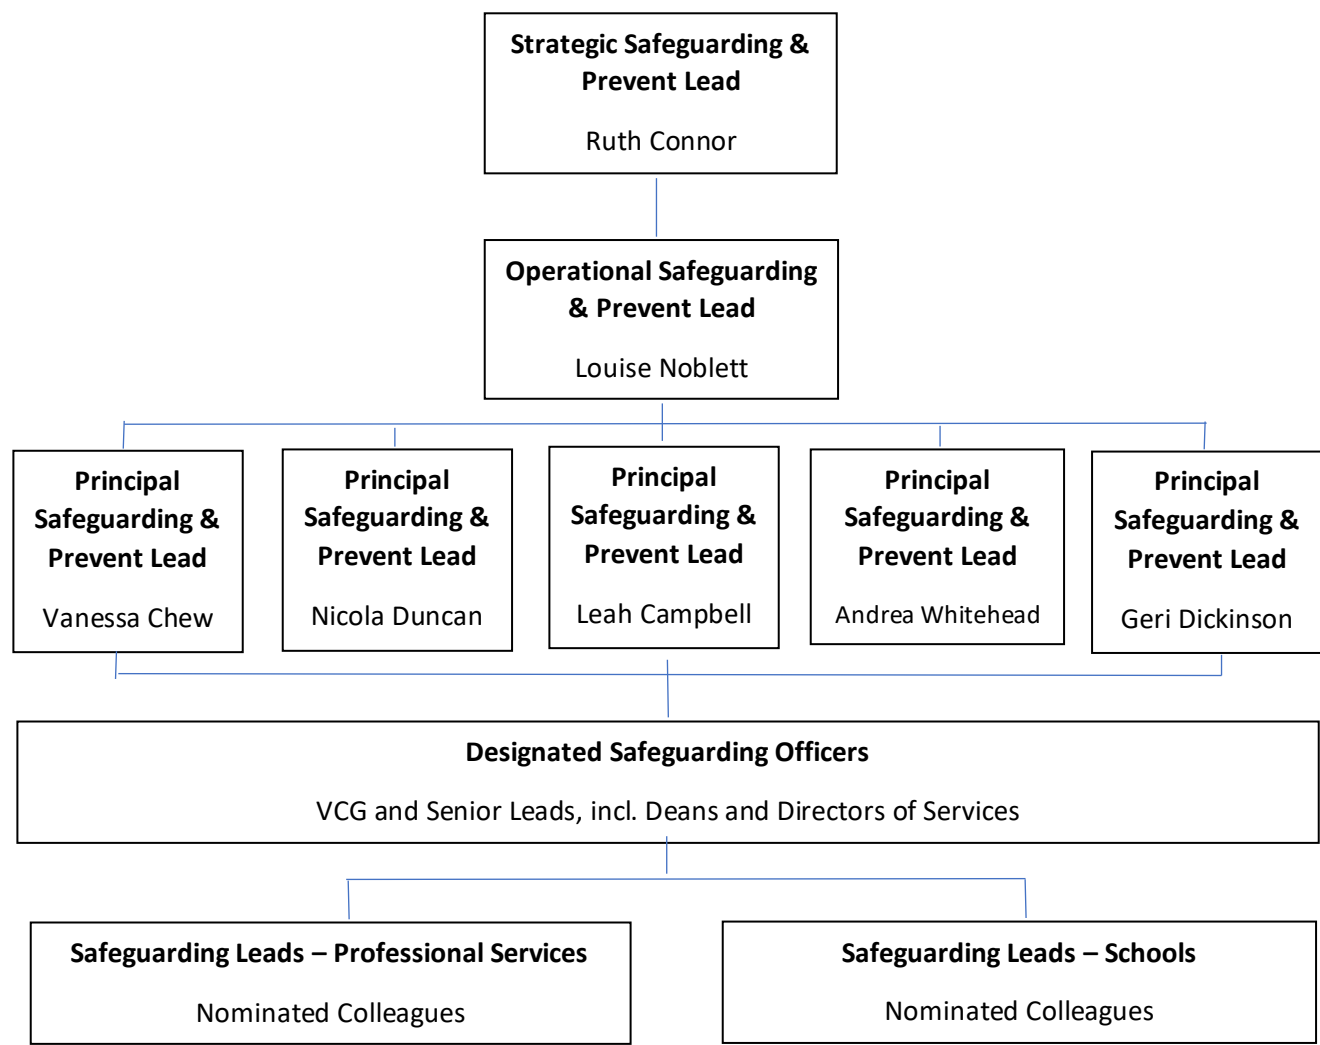 Strategic Safeguarding &
Prevent Lead
Ruth Connor
Operational Safeguarding
& Prevent Lead
Louise Noblett
Principal
Safeguarding &
Prevent Lead
Vanessa Chew
Principal
Safeguarding &
Prevent Lead
Nicola Duncan
Principal
Safeguarding &
Prevent Lead
Leah Campbell
Principal
Safeguarding &
Prevent Lead
Andrea Whitehead
Principal
Safeguarding &
Prevent Lead
Geri Dickinson
Designated Safeguarding Officers
VCG and Senior Leads, incl. Deans and Directors of Services
Safeguarding Leads – Professional Services
Nominated Colleagues
Safeguarding Leads – Schools
Nominated Colleagues